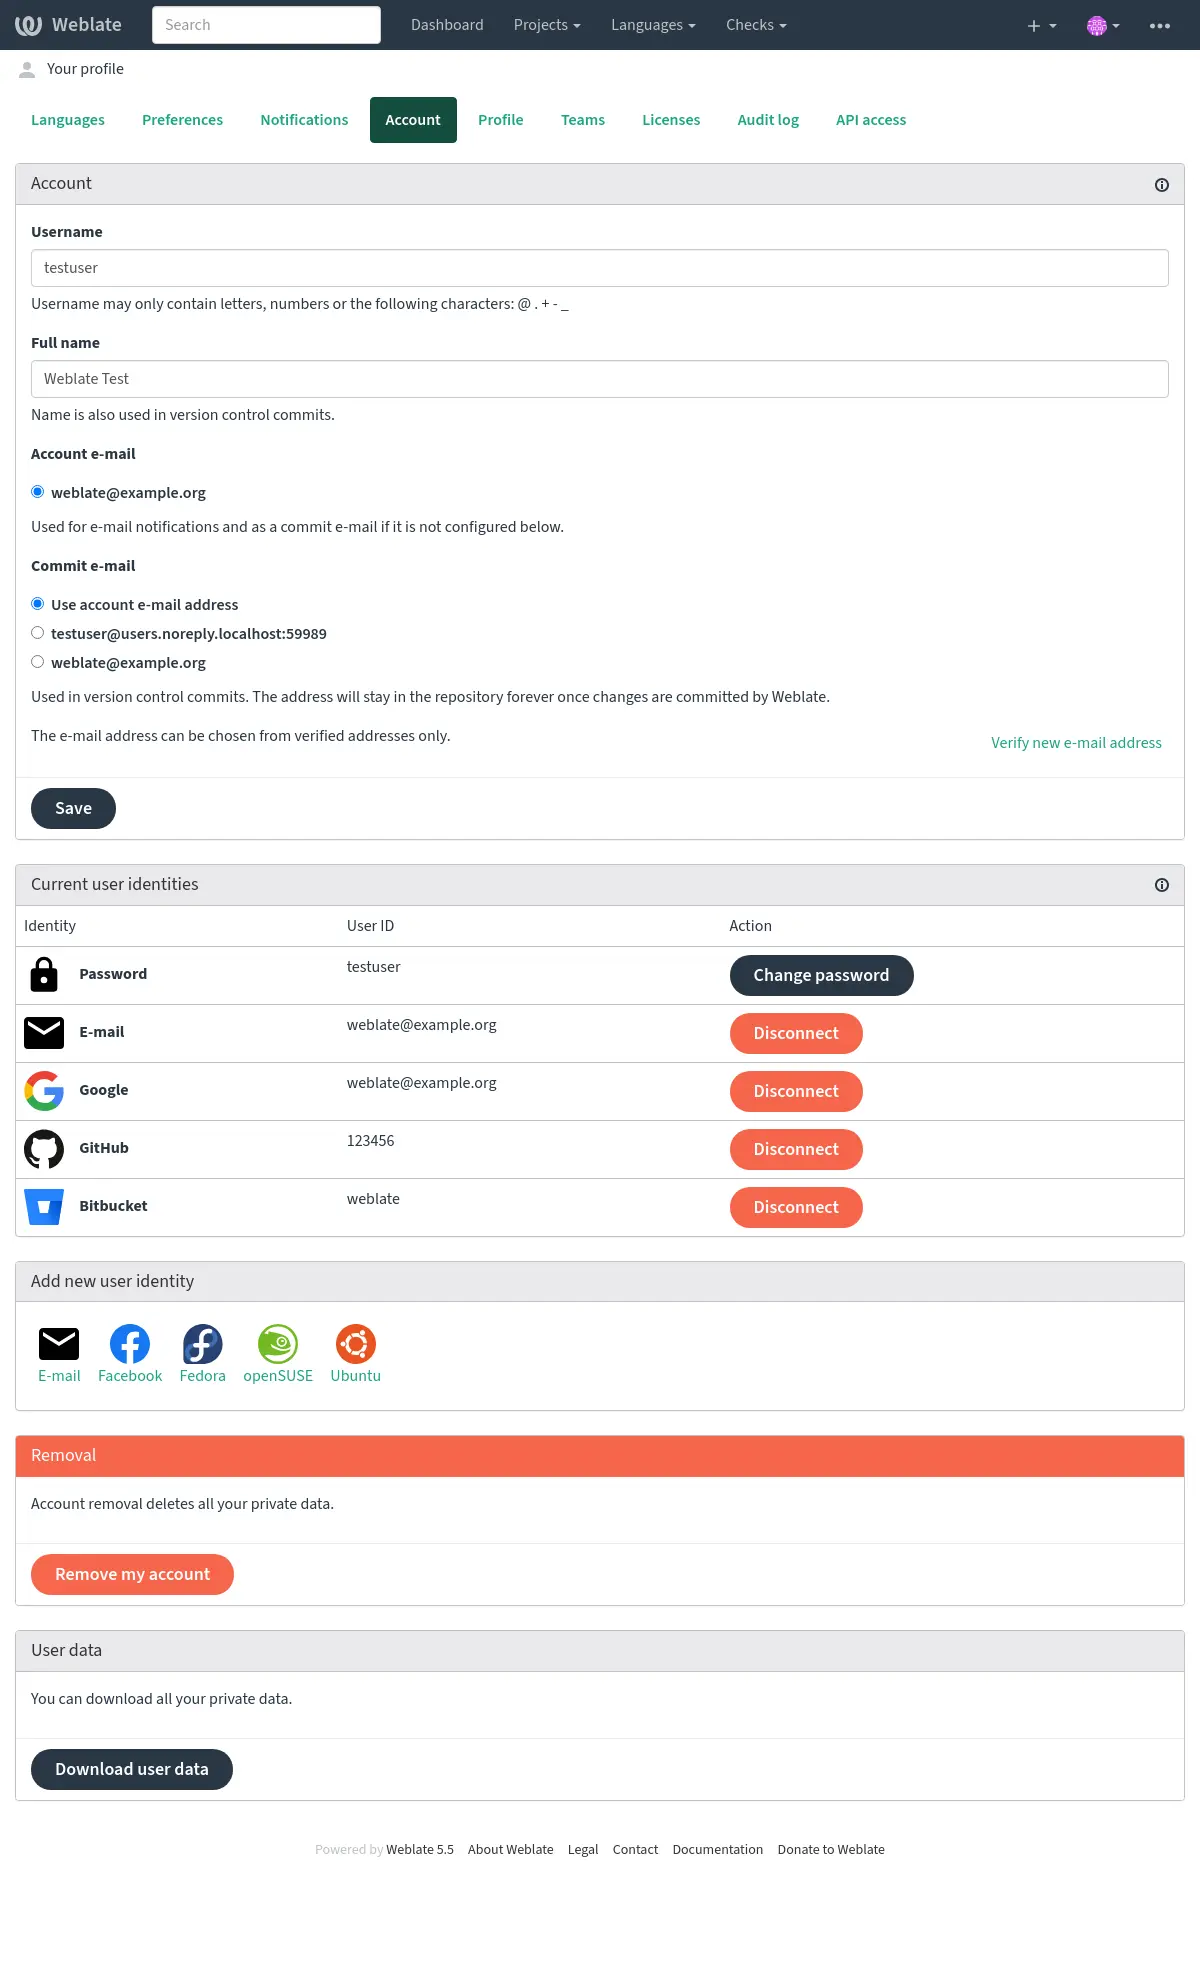 Weblate Search Dashboard Projects Languages Checks
Your profile
Languages Preferences Notifications Account Profile Teams Licenses Audit log API access
Account
Username
testuser
Username may only contain letters, numbers or the following characters: @ . + - _
Full name
Weblate Test
Name is also used in version control commits.
Account e-mail
weblate@example.org
Used for e-mail notifications and as a commit e-mail if it is not configured below.
Commit e-mail
Use account e-mail address
testuser@users.noreply.localhost:59989
weblate@example.org
Used in version control commits. The address will stay in the repository forever once changes are committed by Weblate.
The e-mail address can be chosen from verified addresses only.
Verify new e-mail address
Save
Current user identities
Identity User ID Action
Password testuser Change password
E-mail weblate@example.org Disconnect
Google weblate@example.org Disconnect
GitHub 123456 Disconnect
Bitbucket weblate Disconnect
Add new user identity
E-mail Facebook Fedora openSUSE Ubuntu
Removal
Account removal deletes all your private data.
Remove my account
User data
You can download all your private data.
Download user data
Powered by Weblate 5.5 About Weblate Legal Contact Documentation Donate to Weblate